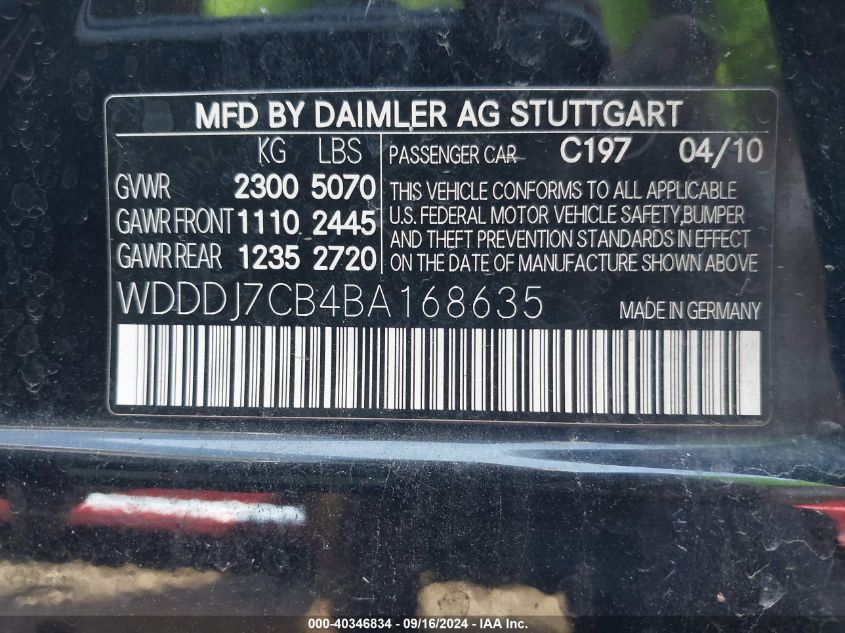 MFD BY DAIMLER AG STUTTGART
KG LBS
GVWR 2300 5070
GAWR FRONT 1110 2445
GAWR REAR 1235 2720
PASSENGER CAR C197 04/10
THIS VEHICLE CONFORMS TO ALL APPLICABLE
U.S. FEDERAL MOTOR VEHICLE SAFETY,BUMPER
AND THEFT PREVENTION STANDARDS IN EFFECT
ON THE DATE OF MANUFACTURE SHOWN ABOVE
WDDDJ7CB4BA168635 MADE IN GERMANY
000-40346834 - 09/16/2024 - IAA Inc.